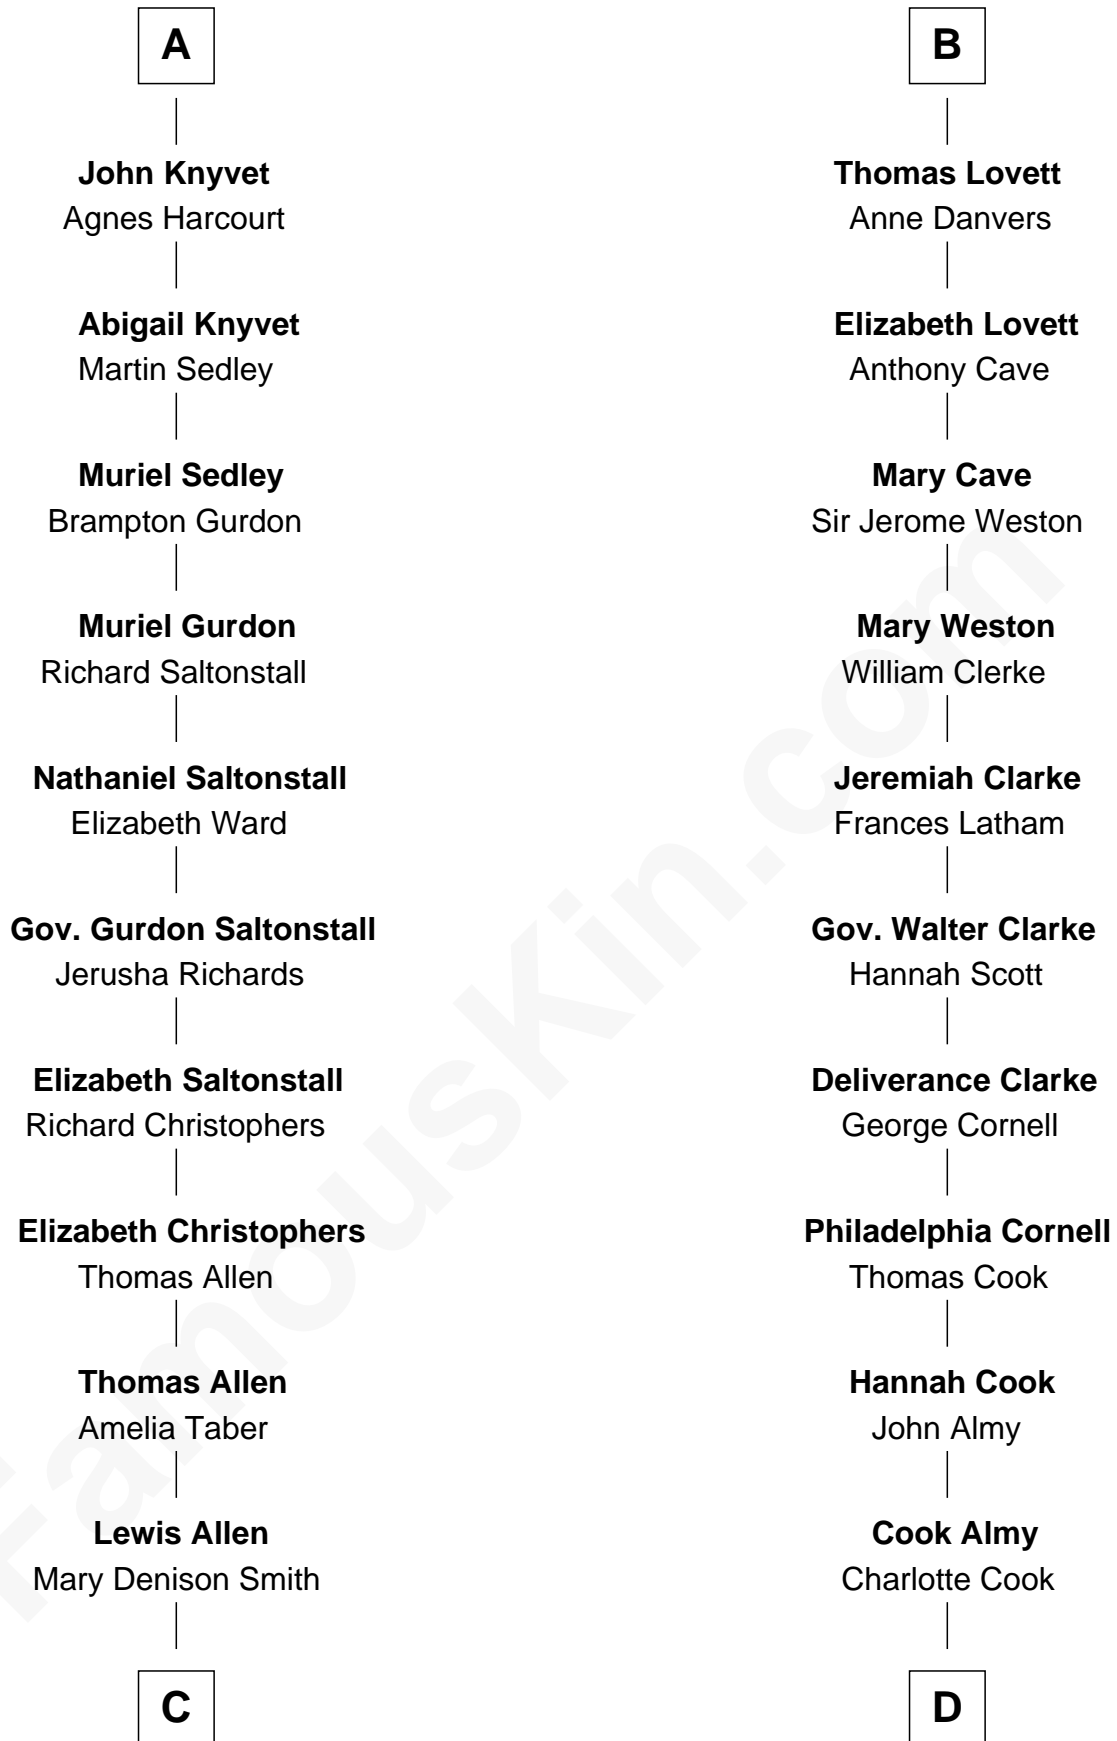 A
John Knyvet
Agnes Harcourt
Abigail Knyvet
Martin Sedley
Muriel Sedley
Brampton Gurdon
Muriel Gurdon
Richard Saltonstall
Nathaniel Saltonstall
Elizabeth Ward
Gov. Gurdon Saltonstall
Jerusha Richards
Elizabeth Saltonstall
Richard Christophers
Elizabeth Christophers
Thomas Allen
Thomas Allen
Amelia Taber
Lewis Allen
Mary Denison Smith
C
B
Thomas Lovett
Anne Danvers
Elizabeth Lovett
Anthony Cave
Mary Cave
Sir Jerome Weston
Mary Weston
William Clerke
Jeremiah Clarke
Frances Latham
Gov. Walter Clarke
Hannah Scott
Deliverance Clarke
George Cornell
Philadelphia Cornell
Thomas Cook
Hannah Cook
John Almy
Cook Almy
Charlotte Cook
D
FamousKin.com